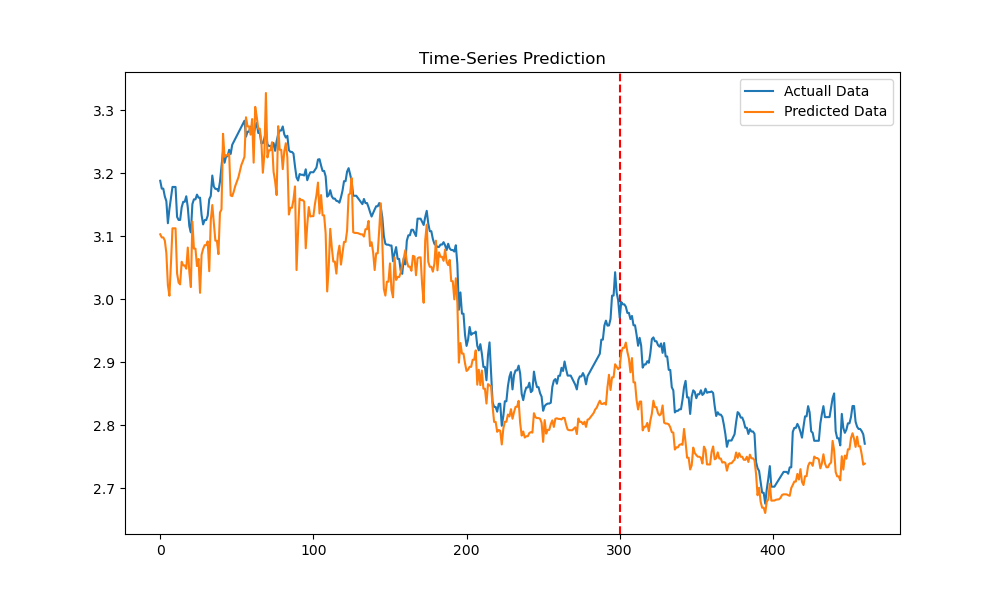 Time-Series Prediction
Actuall Data
Predicted Data
3.3
3.2
3.1
3.0
2.9
2.8
2.7
0 100 200 300 400